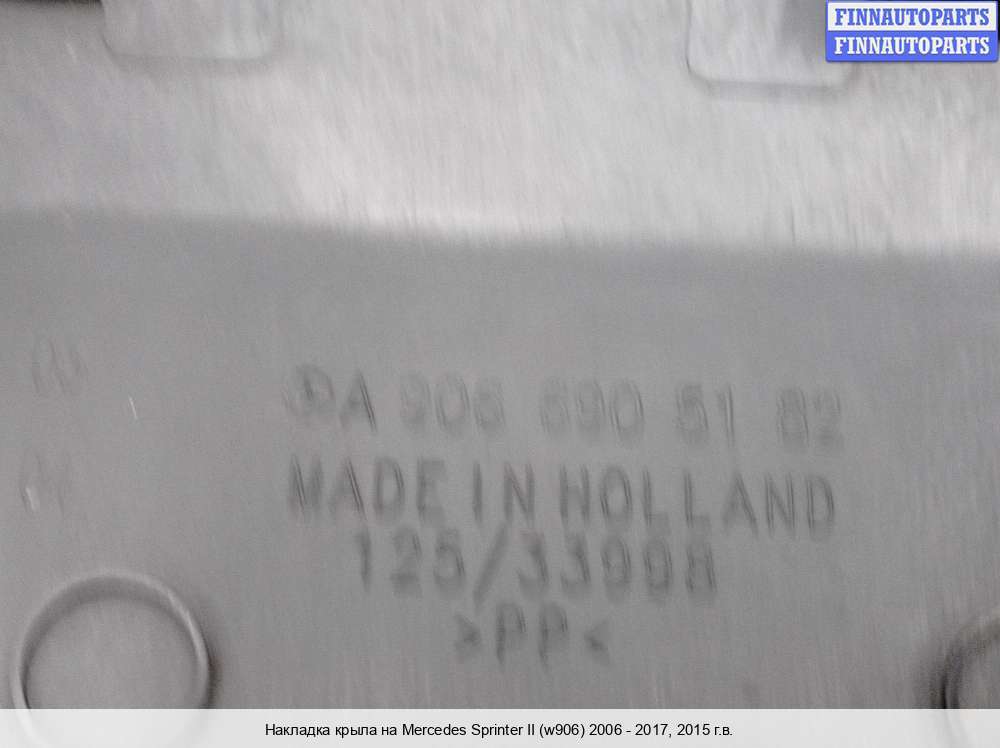 FINNAUTOPARTS
FINNAUTOPARTS
A 906 690 51 82
MADE IN HOLLAND
125/33998
>PP<
Накладка крыла на Mercedes Sprinter II (w906) 2006 - 2017, 2015 г.в.